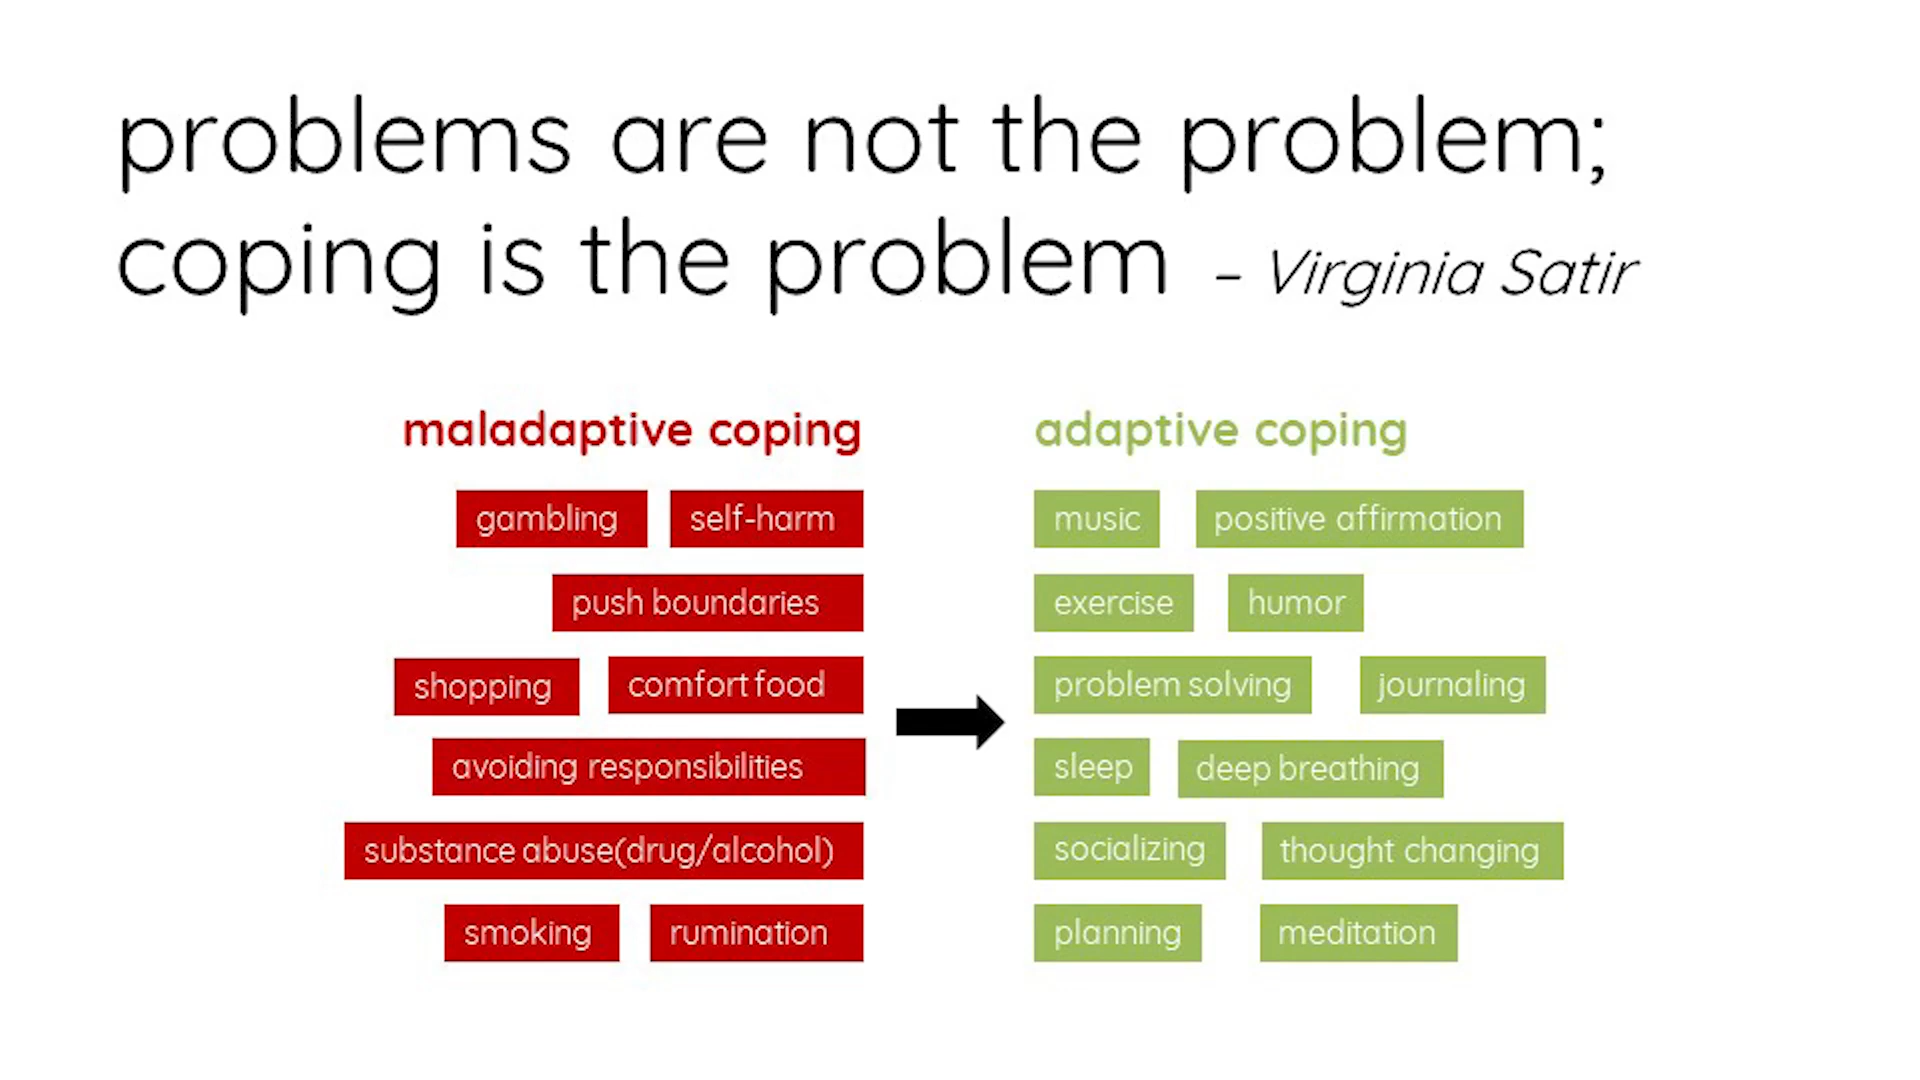 problems are not the problem;
coping is the problem – Virginia Satir
maladaptive coping
gambling self-harm
push boundaries
shopping comfort food
avoiding responsibilities
substance abuse(drug/alcohol)
smoking rumination
adaptive coping
music positive affirmation
exercise humor
problem solving journaling
sleep deep breathing
socializing thought changing
planning meditation